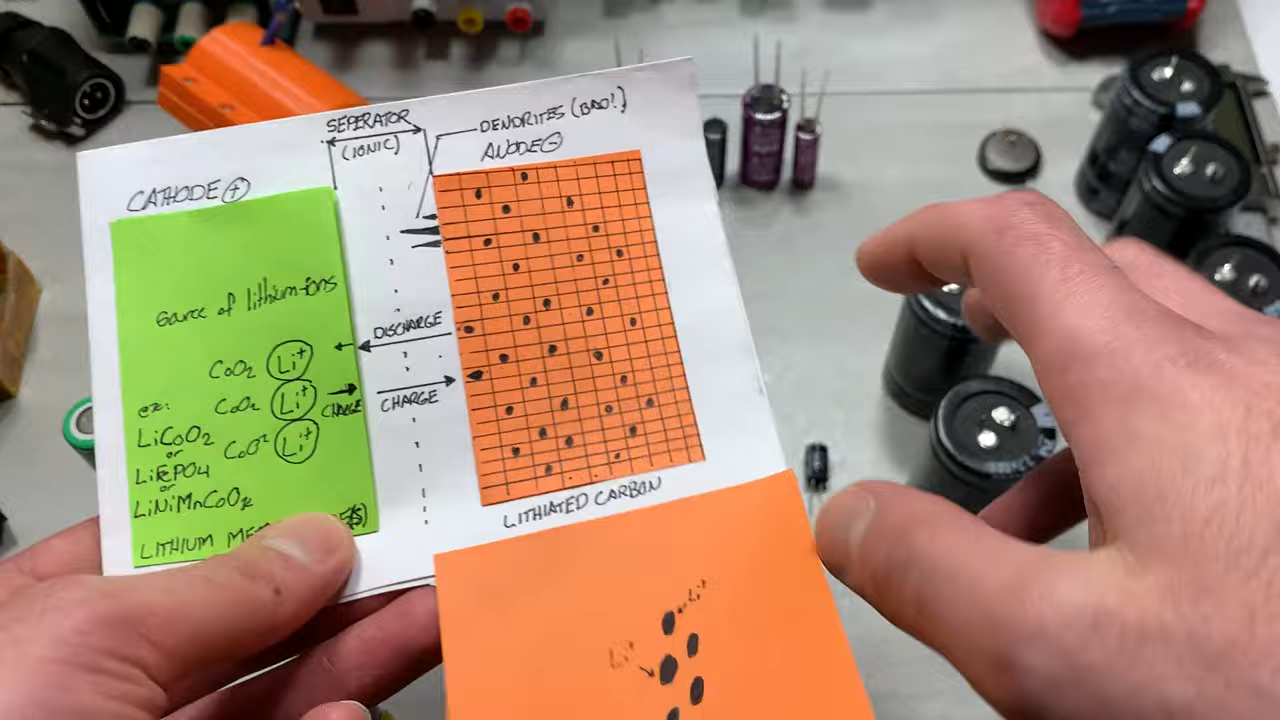 SEPERATOR
(IONIC)
DENDRITES (BAD!)
ANODE⊖
CATHODE⊕
Source of lithium-ions
DISCHARGE
CoO₂ Li⁺
CoO₂ Li⁺
CoO² Li⁺
CHARGE
CHARGE
ex:
LiCoO₂
or
LiFePO4
or
LiNiMnCoO₂
LITHIUM
LITHIATED CARBON
Li⁺
Li⁺